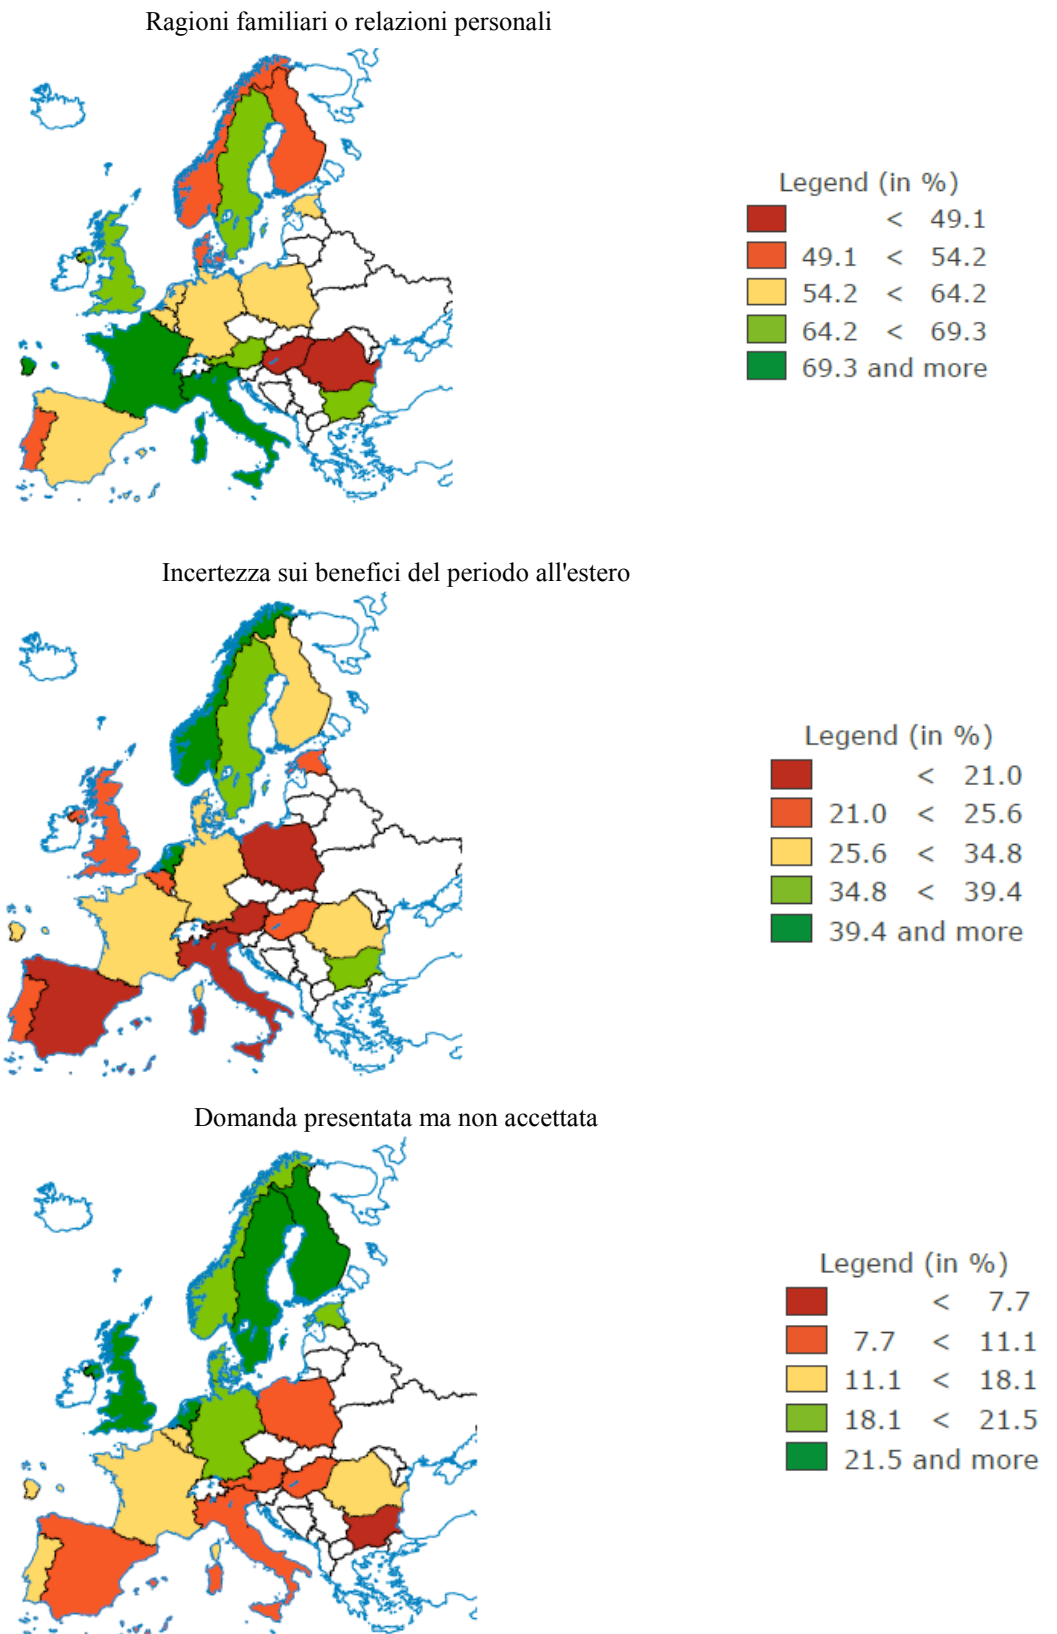 Ragioni familiari o relazioni personali
Legend (in %)
< 49.1
49.1 < 54.2
54.2 < 64.2
64.2 < 69.3
69.3 and more
Incertezza sui benefici del periodo all'estero
Legend (in %)
< 21.0
21.0 < 25.6
25.6 < 34.8
34.8 < 39.4
39.4 and more
Domanda presentata ma non accettata
Legend (in %)
< 7.7
7.7 < 11.1
11.1 < 18.1
18.1 < 21.5
21.5 and more